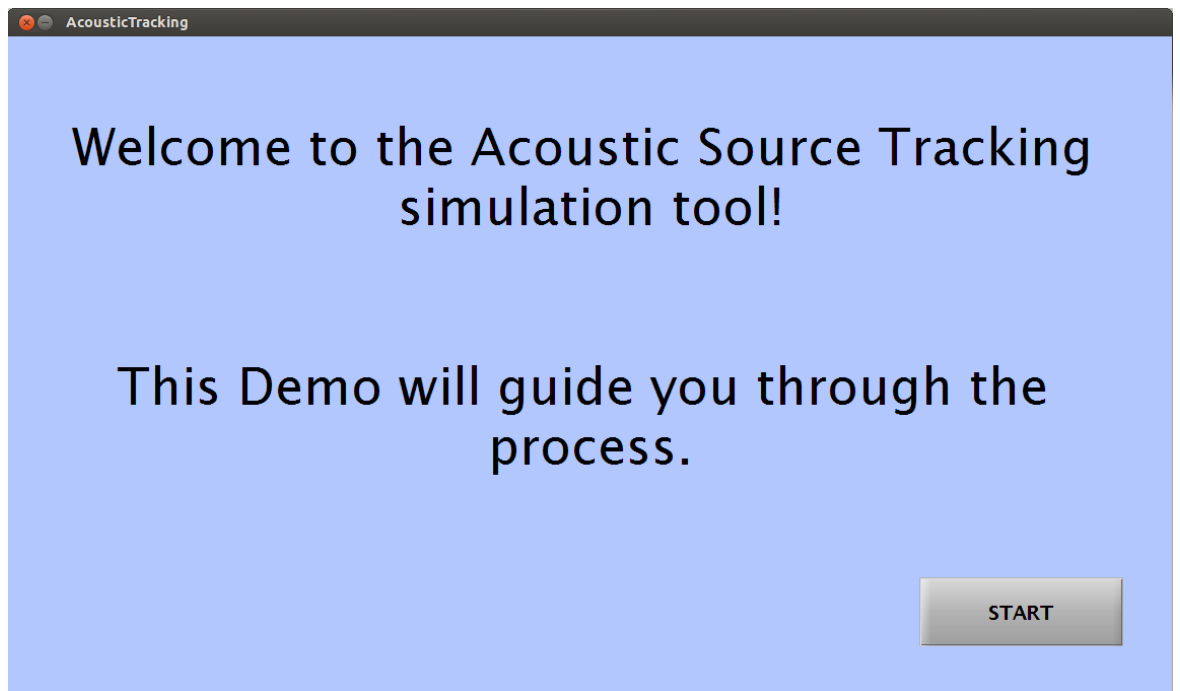 AcousticTracking
Welcome to the Acoustic Source Tracking
simulation tool!
This Demo will guide you through the
process.
START